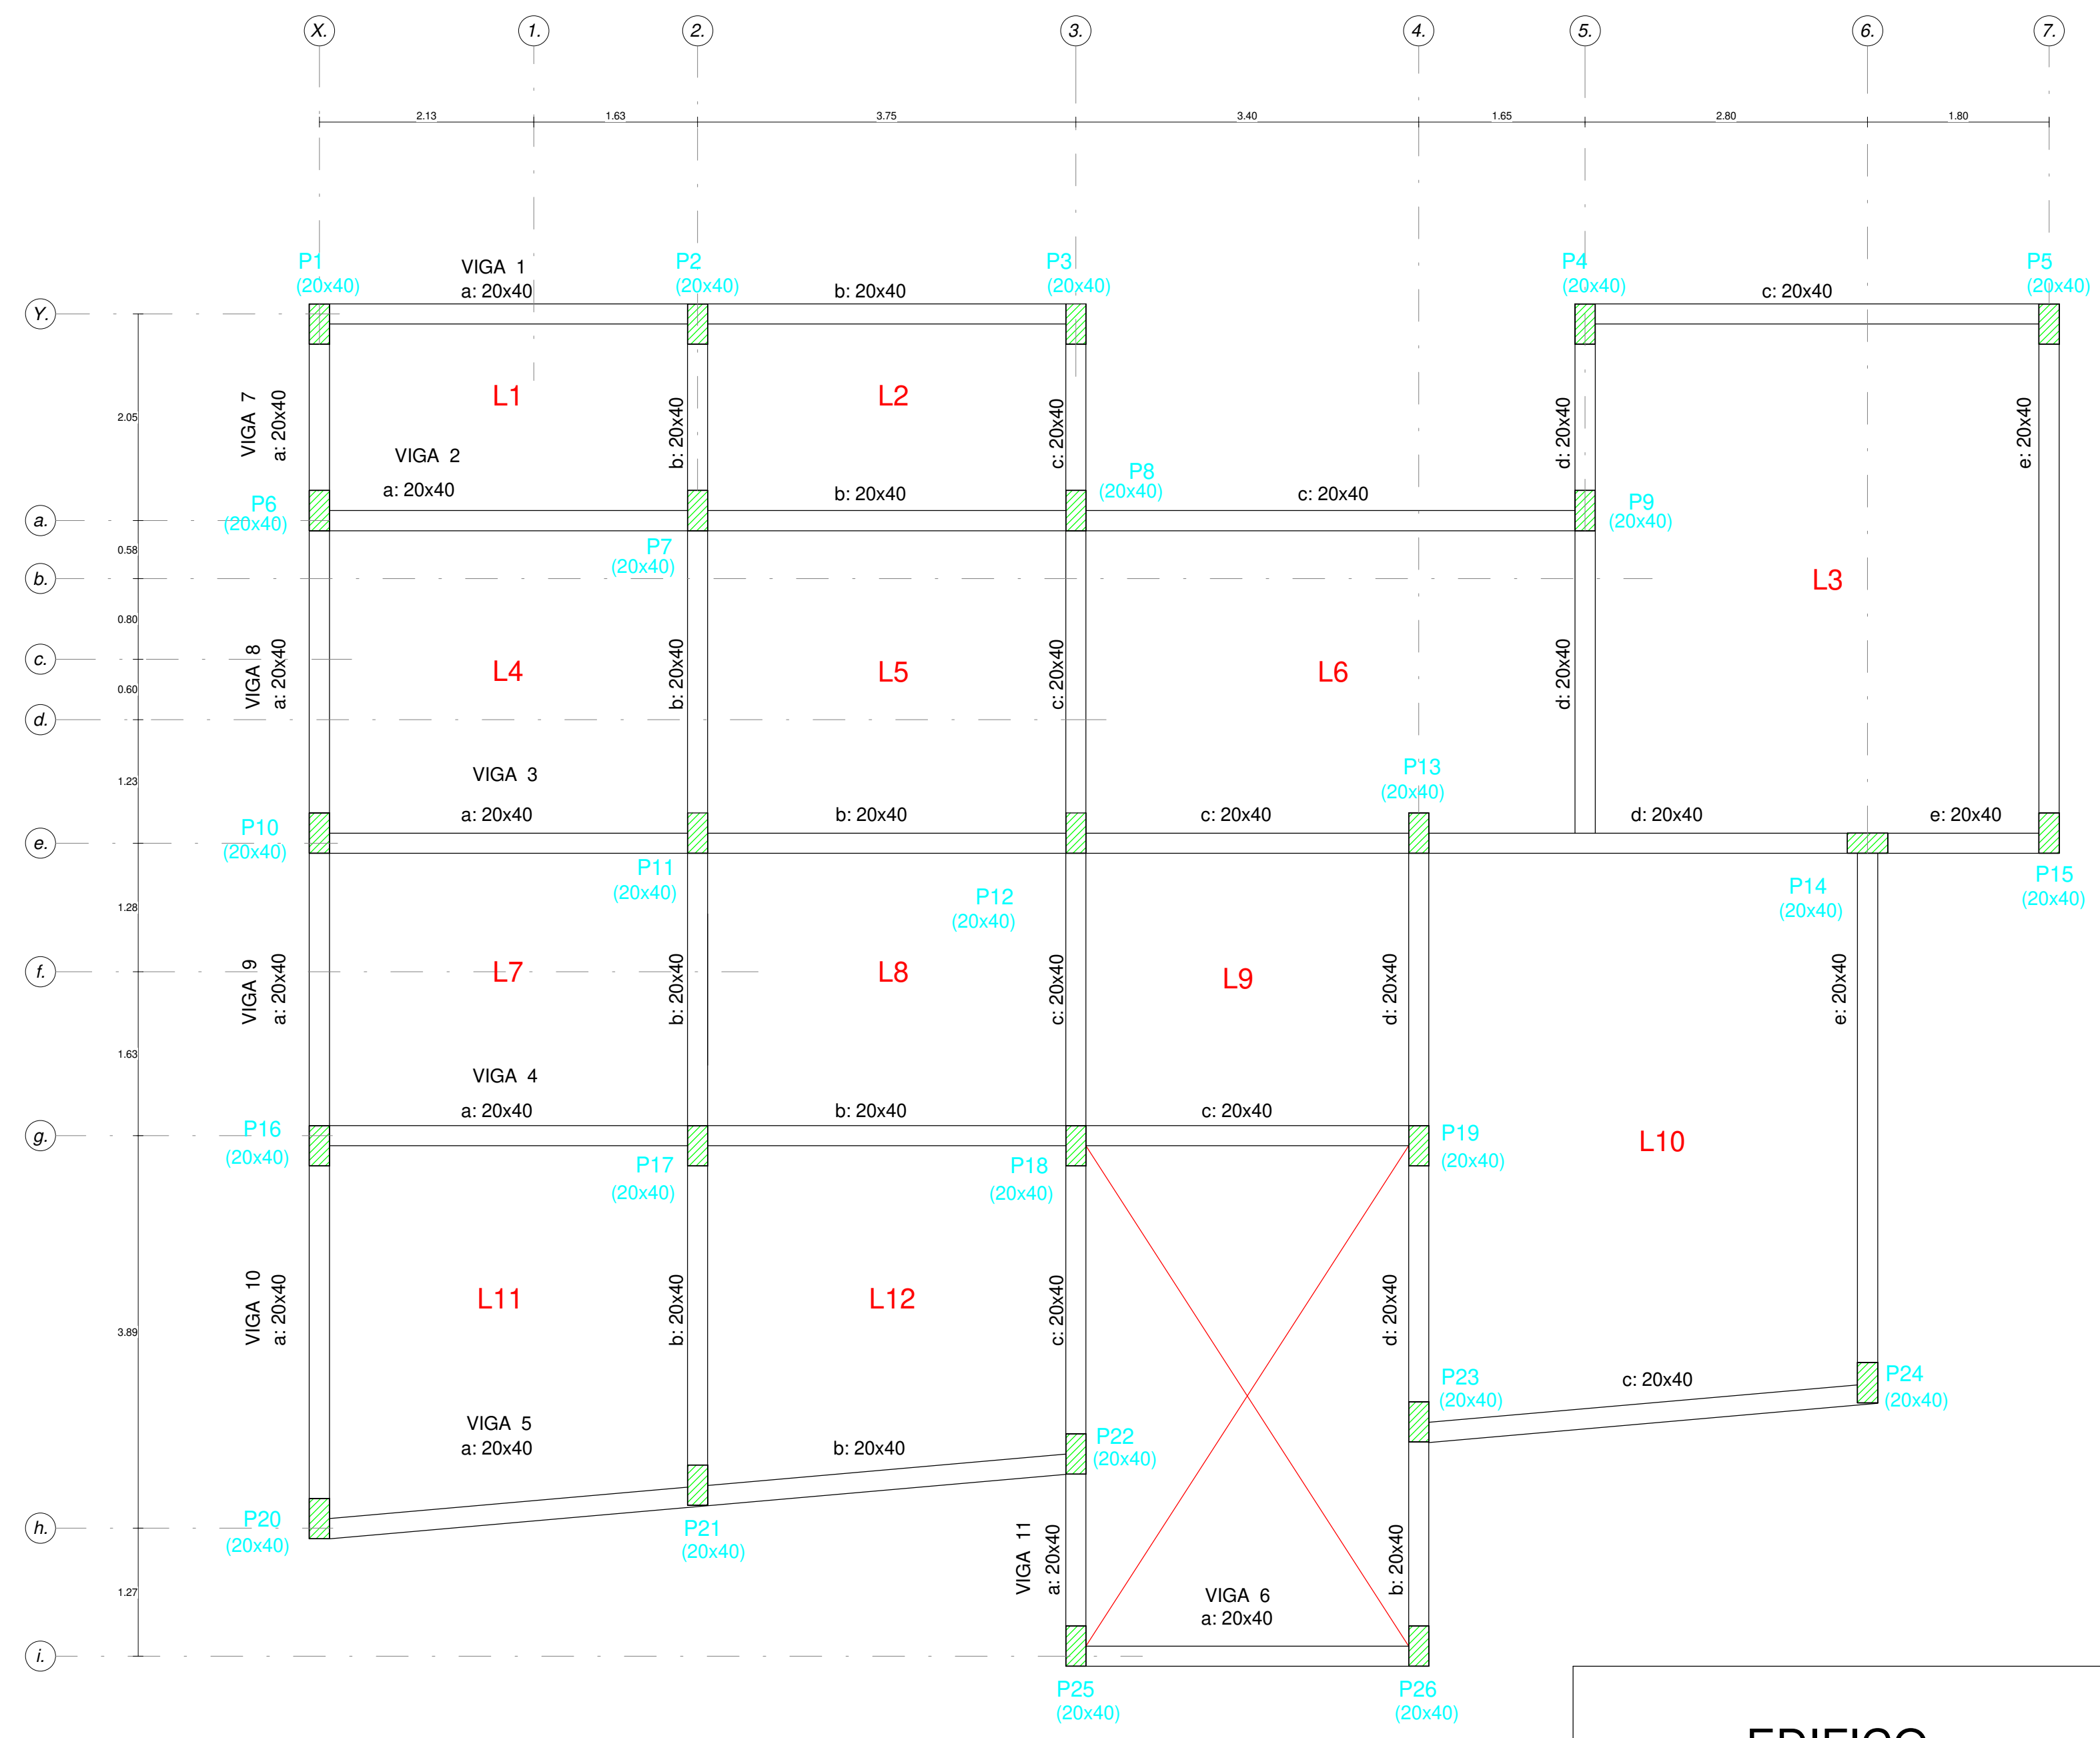 X. 1. 2. 3. 4. 5. 6. 7.
2.13 1.63 3.75 3.40 1.65 2.80 1.80
P1 P2 P3 P4 P5
VIGA 1
(20x40) (20x40) (20x40) (20x40) (20x40)
a: 20x40 b: 20x40 c: 20x40
Y.
L1 L2
VIGA 7
a: 20x40
b: 20x40
c: 20x40
d: 20x40
e: 20x40
2.05
VIGA 2
a: 20x40 b: 20x40 c: 20x40
P6
(20x40)
P8
(20x40)
P9
(20x40)
a.
P7
(20x40)
0.58
b.
L3
0.80
c.
VIGA 8
a: 20x40
L4
b: 20x40
L5
c: 20x40
L6
d: 20x40
0.60
d.
VIGA 3
1.23
P13
(20x40)
a: 20x40 b: 20x40 c: 20x40 d: 20x40 e: 20x40
P10
(20x40)
e.
P11
(20x40)
P12
(20x40)
P14
(20x40)
P15
(20x40)
1.28
f.
VIGA 9
a: 20x40
L7
b: 20x40
L8
c: 20x40
L9
d: 20x40
e: 20x40
1.63
VIGA 4
a: 20x40 b: 20x40 c: 20x40
g.
P16
(20x40)
P17
(20x40)
P18
(20x40)
P19
(20x40)
L10
VIGA 10
a: 20x40
L11
b: 20x40
L12
c: 20x40
d: 20x40
3.89
P23
(20x40)
c: 20x40
P24
(20x40)
VIGA 5
a: 20x40 b: 20x40
P22
(20x40)
h.
P20
(20x40)
P21
(20x40)
VIGA 11
a: 20x40
b: 20x40
1.27
VIGA 6
a: 20x40
i.
P25
(20x40)
P26
(20x40)
EDIFICO